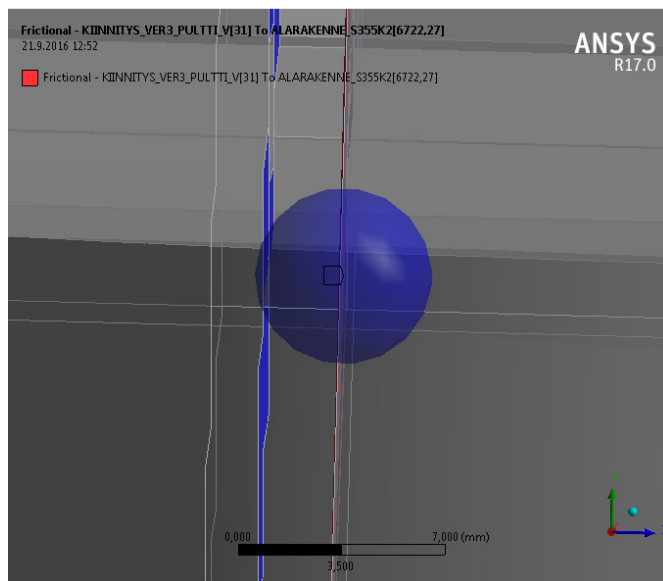 Frictional - KIINNITYS_VER3_PULTTI_V[31] To ALARAKENNE_S355K2[6722,27]
21.9.2016 12:52
Frictional - KIINNITYS_VER3_PULTTI_V[31] To ALARAKENNE_S355K2[6722,27]
ANSYS
R17.0
0,000
7,000 (mm)
3,500